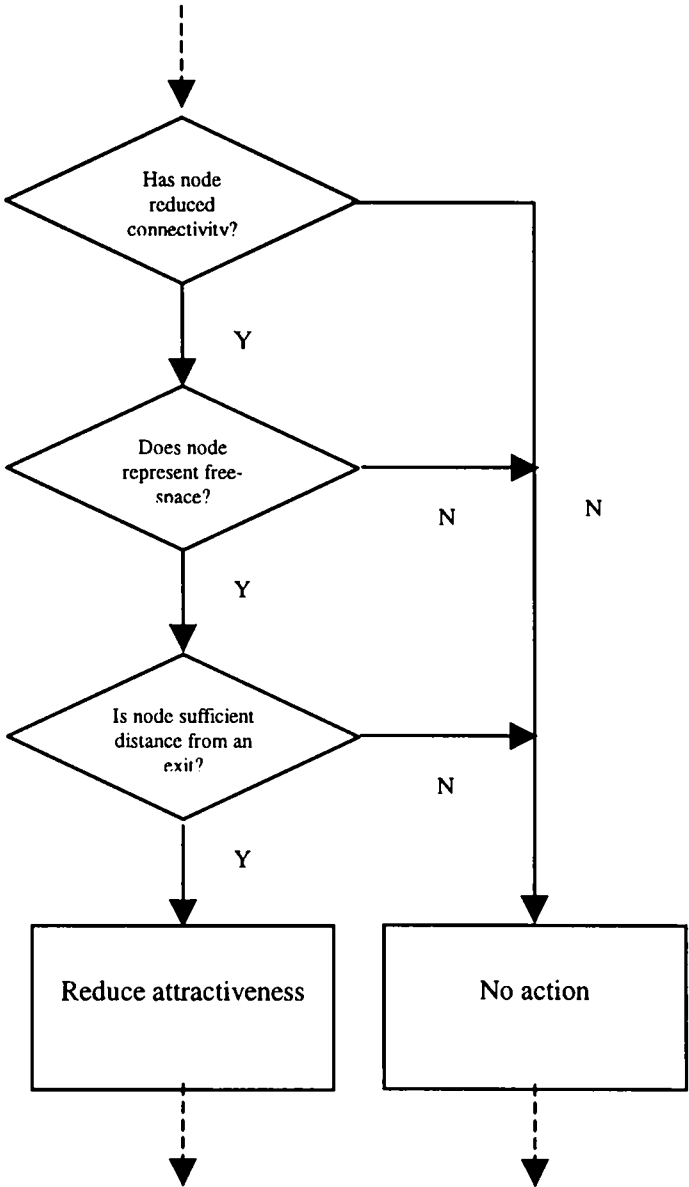 Has node
reduced
connectivity?
Y
Does node
represent free-
space?
N
N
Y
Is node sufficient
distance from an
exit?
N
Y
Reduce attractiveness
No action